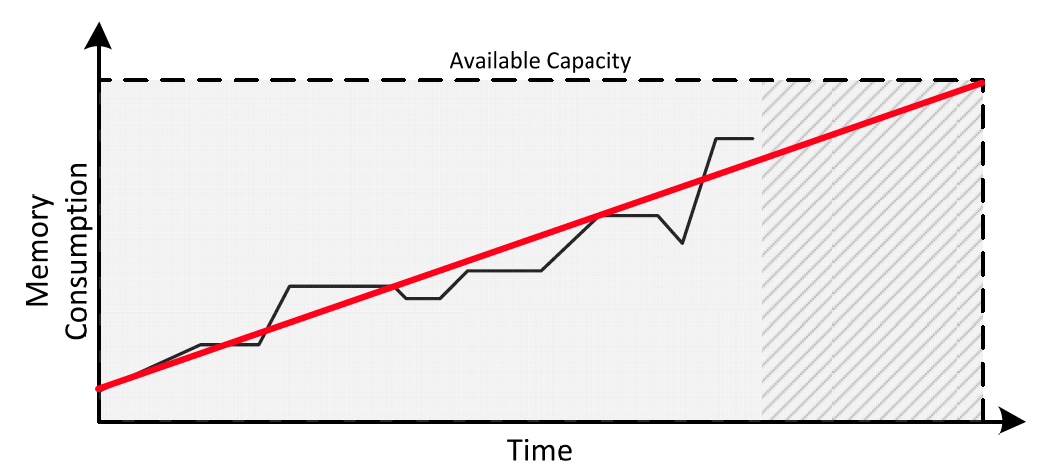 Available Capacity
Memory
Consumption
Time